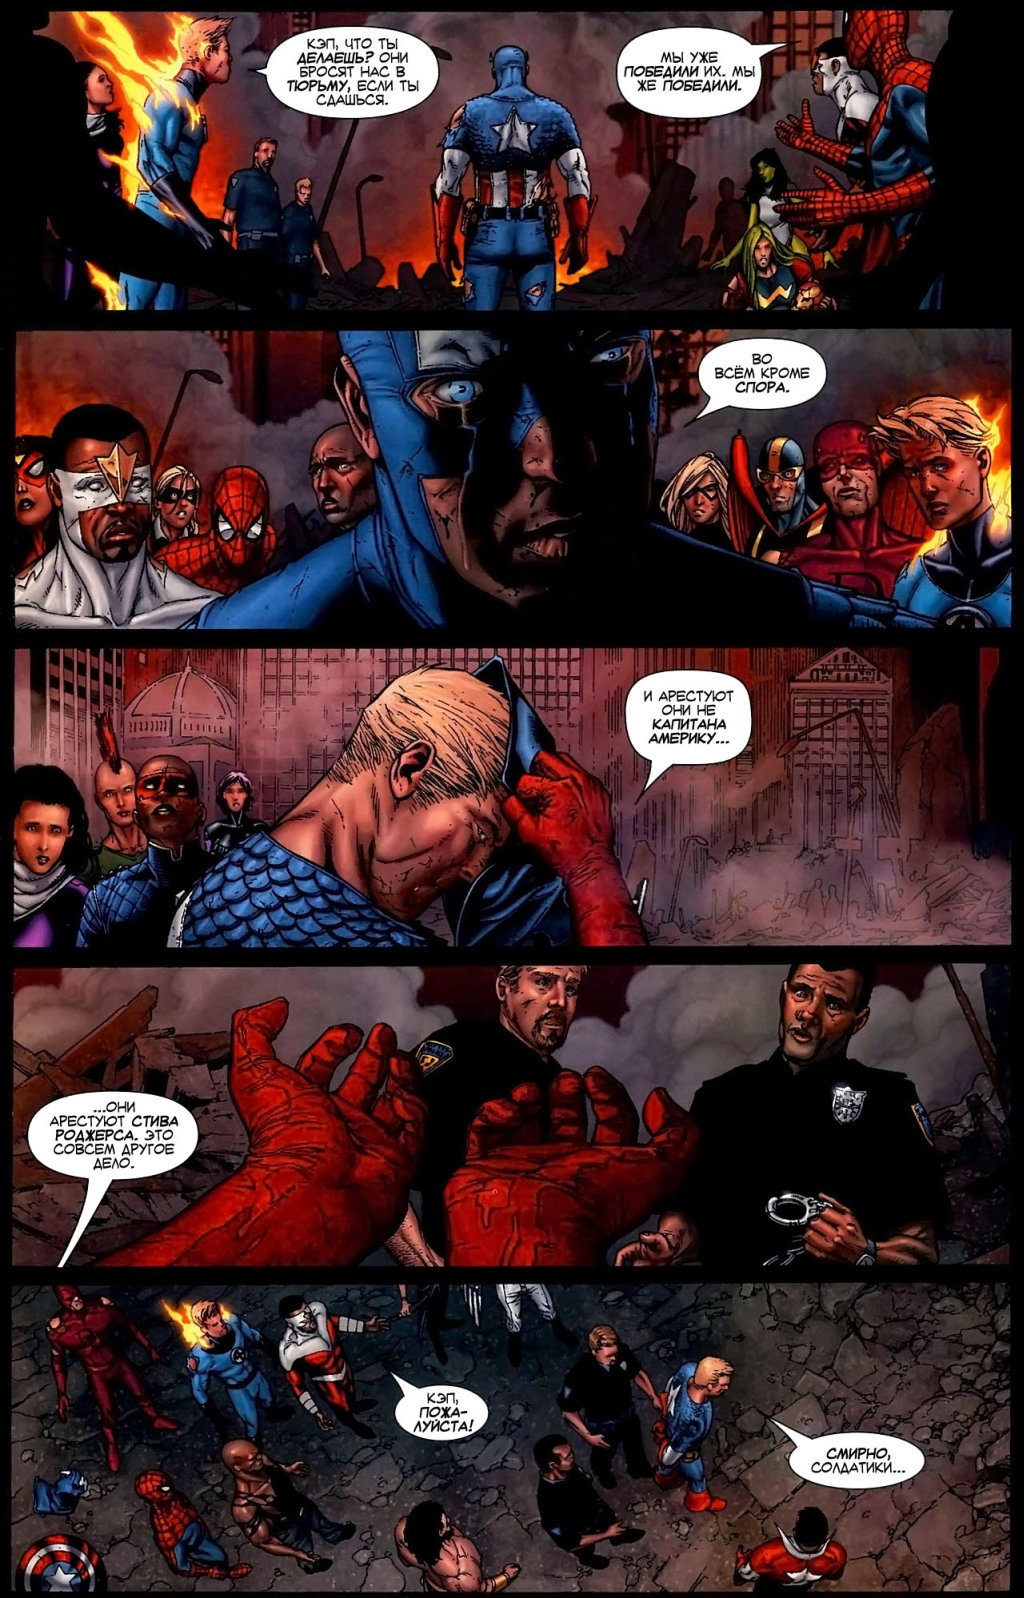 КЭП, ЧТО ТЫ
ДЕЛАЕШЬ? ОНИ
БРОСЯТ НАС В
ТЮРЬМУ, ЕСЛИ ТЫ
СДАШЬСЯ.
МЫ УЖЕ
ПОБЕДИЛИ ИХ. МЫ
ЖЕ ПОБЕДИЛИ.
ВО
ВСЁМ КРОМЕ
СПОРА.
И АРЕСТУЮТ
ОНИ НЕ
КАПИТАНА
АМЕРИКУ...
...ОНИ
АРЕСТУЮТ СТИВА
РОДЖЕРСА. ЭТО
СОВСЕМ ДРУГОЕ
ДЕЛО.
КЭП,
ПОЖА-
ЛУЙСТА!
СМИРНО,
СОЛДАТИКИ...